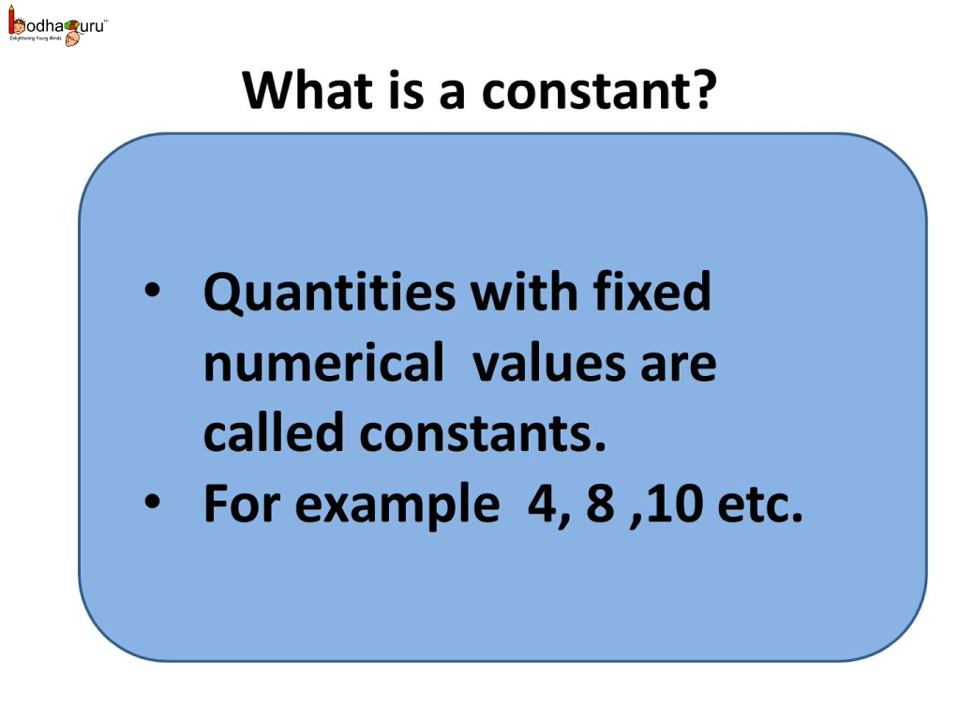 bodhaguru™
Enlightening Young Minds
What is a constant?
• Quantities with fixed
numerical values are
called constants.
• For example 4, 8 ,10 etc.